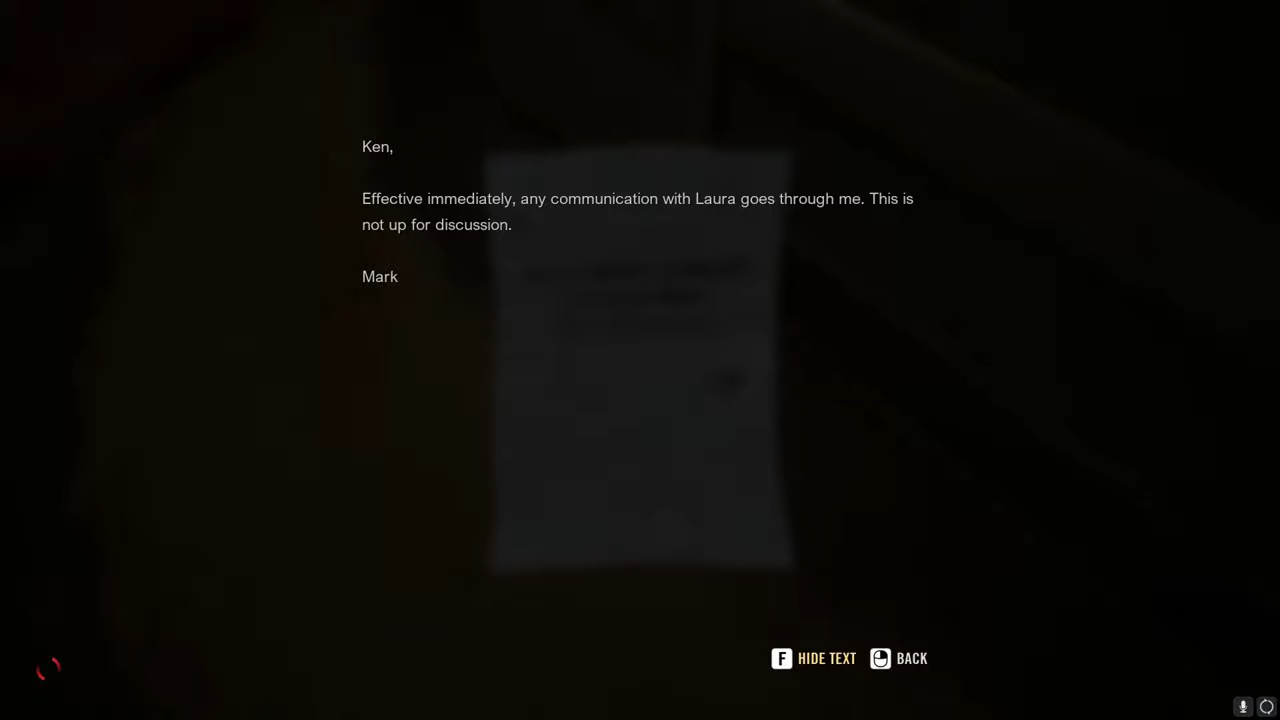 Ken,
Effective immediately, any communication with Laura goes through me. This is
not up for discussion.
Mark
F HIDE TEXT BACK